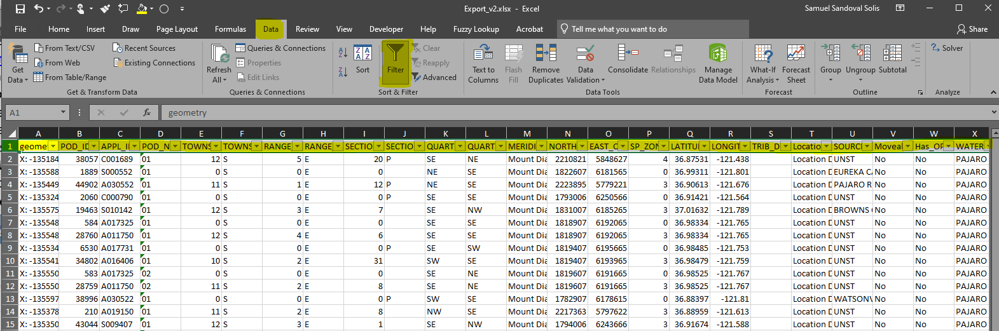 Export_v2.xlsx - Excel
Samuel Sandoval Solis
File Home Insert Draw Page Layout Formulas Data Review View Developer Help Fuzzy Lookup Acrobat Tell me what you want to do Share
From Text/CSV Recent Sources Queries & Connections Clear Solver
From Web Existing Connections Properties Reapply
From Table/Range Edit Links Advanced
Get Data
Refresh All
Sort
Filter
Text to Columns
Flash Fill
Remove Duplicates
Data Validation
Consolidate
Relationships
Manage Data Model
What-If Analysis
Forecast Sheet
Group
Ungroup
Subtotal
Get & Transform Data Queries & Connections Sort & Filter Data Tools Forecast Outline Analyze
A1 fx geometry
A B C D E F G H I J K L M N O P Q R S T U V W X
1 geomet POD_ID APPL_I POD_N TOWNS TOWNS RANGE RANGE SECTIO SECTIO QUART QUART MERIDI NORTH EAST_C SP_ZON LATITU LONGIT TRIB_D Locatio SOURC Moveal Has_OP WATER
2 X: -135184 38057 C001689 01 12 S 5 E 20 P SE NE Mount Dia 2210821 5848627 4 36.87531 -121.438 Location D UNST No No PAJARO
3 X: -135588 1889 S000552 01 0 S 0 E 0 NE SE Mount Dia 1822607 6181565 0 36.99311 -121.801 Location D EUREKA CA No No PAJARO
4 X: -135449 44902 A030552 01 11 S 1 E 12 P NE SE Mount Dia 2223895 5779221 3 36.90613 -121.676 Location D PAJARO R No No PAJARO
5 X: -135324 2060 C000790 01 0 S 0 E 0 P SE SE Mount Dia 1793006 6250566 0 36.91421 -121.564 Location D UNST No No PAJARO
6 X: -135575 19463 S010142 01 12 S 3 E 7 SE NW Mount Dia 1831007 6185265 3 37.01632 -121.789 Location D BROWNS No No PAJARO
7 X: -135548 584 A017325 01 0 S 0 E 0 SE SE Mount Dia 1818907 6192065 0 36.98334 -121.765 Location D UNST No No PAJARO
8 X: -135548 28760 A011750 01 12 S 4 E 6 SE SE Mount Dia 1818907 6192065 3 36.98334 -121.765 Location D UNST No No PAJARO
9 X: -135534 6530 A017731 01 0 S 0 E 0 P SE SW Mount Dia 1819407 6195665 0 36.98485 -121.753 Location D UNST No No PAJARO
10 X: -135541 34802 A016406 01 10 S 2 E 31 SW SE Mount Dia 1819407 6193965 3 36.98479 -121.759 Location D UNST No No PAJARO
11 X: -135550 583 A017325 02 0 S 0 E 0 SE NE Mount Dia 1819607 6191665 0 36.98525 -121.767 Location D UNST No No PAJARO
12 X: -135550 28759 A011750 02 11 S 2 E 8 SE NE Mount Dia 1819607 6191665 3 36.98525 -121.767 Location D UNST No No PAJARO
13 X: -135597 38996 A030522 01 0 S 0 E 0 P SW SE Mount Dia 1782907 6178615 0 36.88397 -121.81 Location D WATSONV No No PAJARO
14 X: -135378 210 A019150 01 11 S 2 E 8 NW SE Mount Dia 2217363 5797622 3 36.88959 -121.613 Location D UNST No No PAJARO
15 X: -135350 43044 S009407 01 12 S 3 E 1 SE NW Mount Dia 1794006 6243666 3 36.91674 -121.588 Location D UNST No No PAJARO